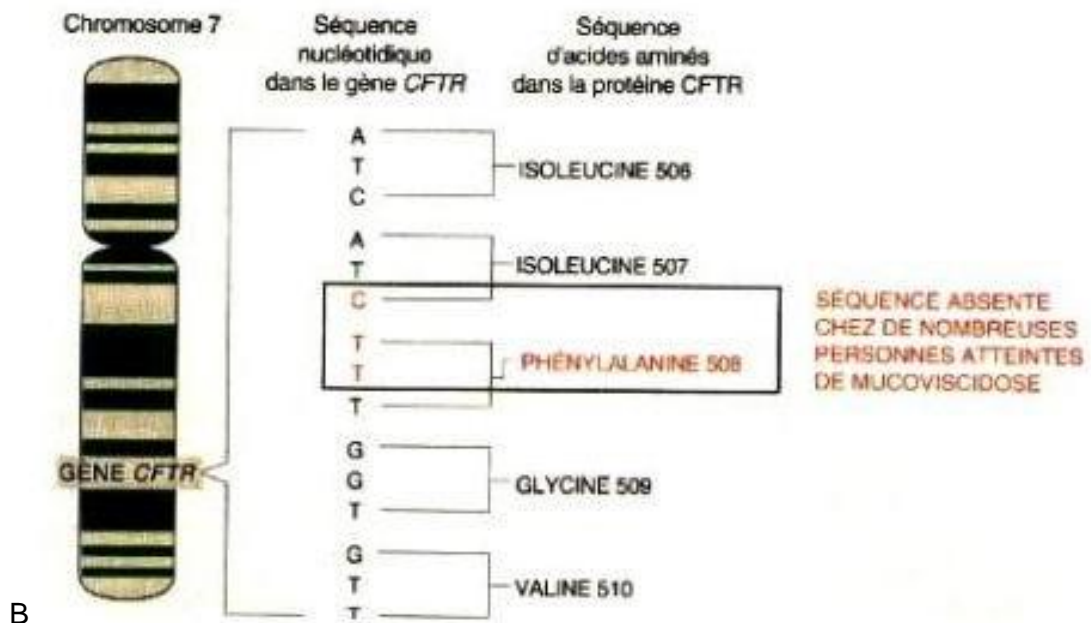 Chromosome 7
Séquence
nucléotidique
dans le gène CFTR
Séquence
d'acides aminés
dans la protéine CFTR
A
T
C
ISOLEUCINE 506
A
T
C
ISOLEUCINE 507
T
T
T
PHÉNYLALANINE 508
SÉQUENCE ABSENTE
CHEZ DE NOMBREUSES
PERSONNES ATTEINTES
DE MUCOVISCIDOSE
G
G
T
GLYCINE 509
GÈNE CFTR
G
T
T
VALINE 510
B